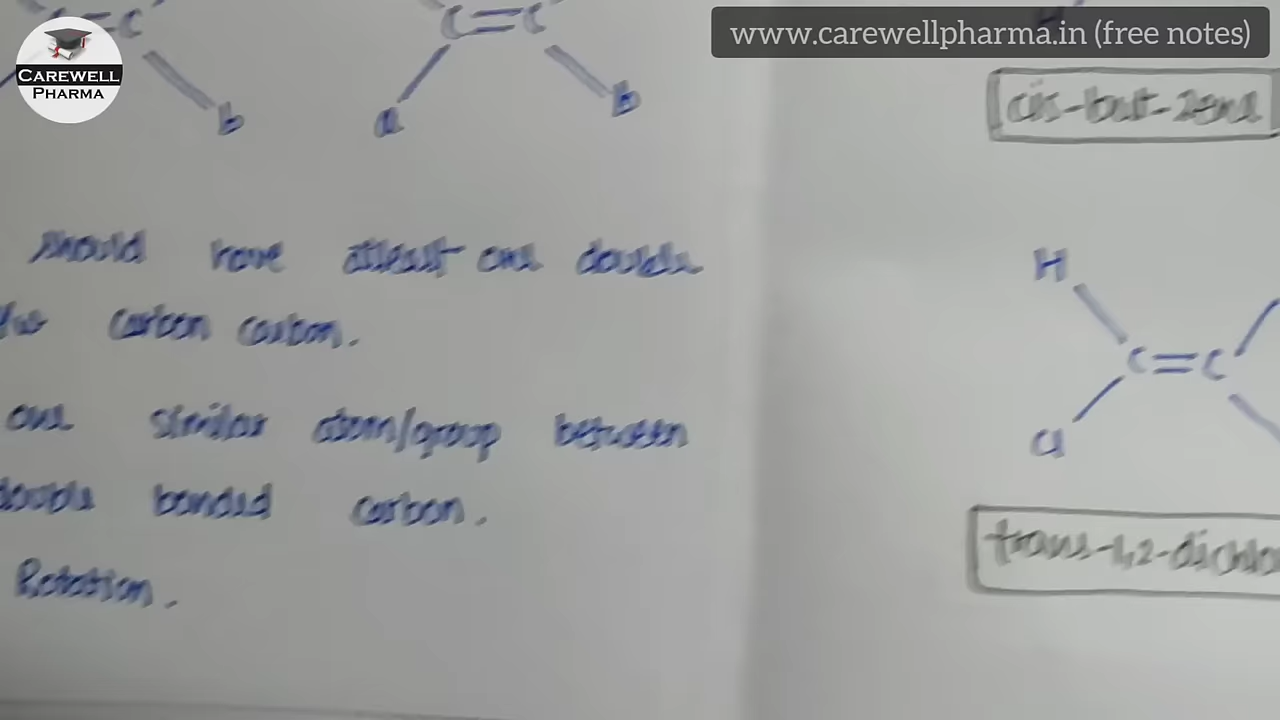 www.carewellpharma.in (free notes)
CAREWELL
PHARMA
C=C
b
a
b
H
cis-but-2ene
should have atleast one double
carbon carbon.
one similar atom/group between
double bonded carbon.
Rotation.
H
C=C
Cl
trans-1,2-dichlo